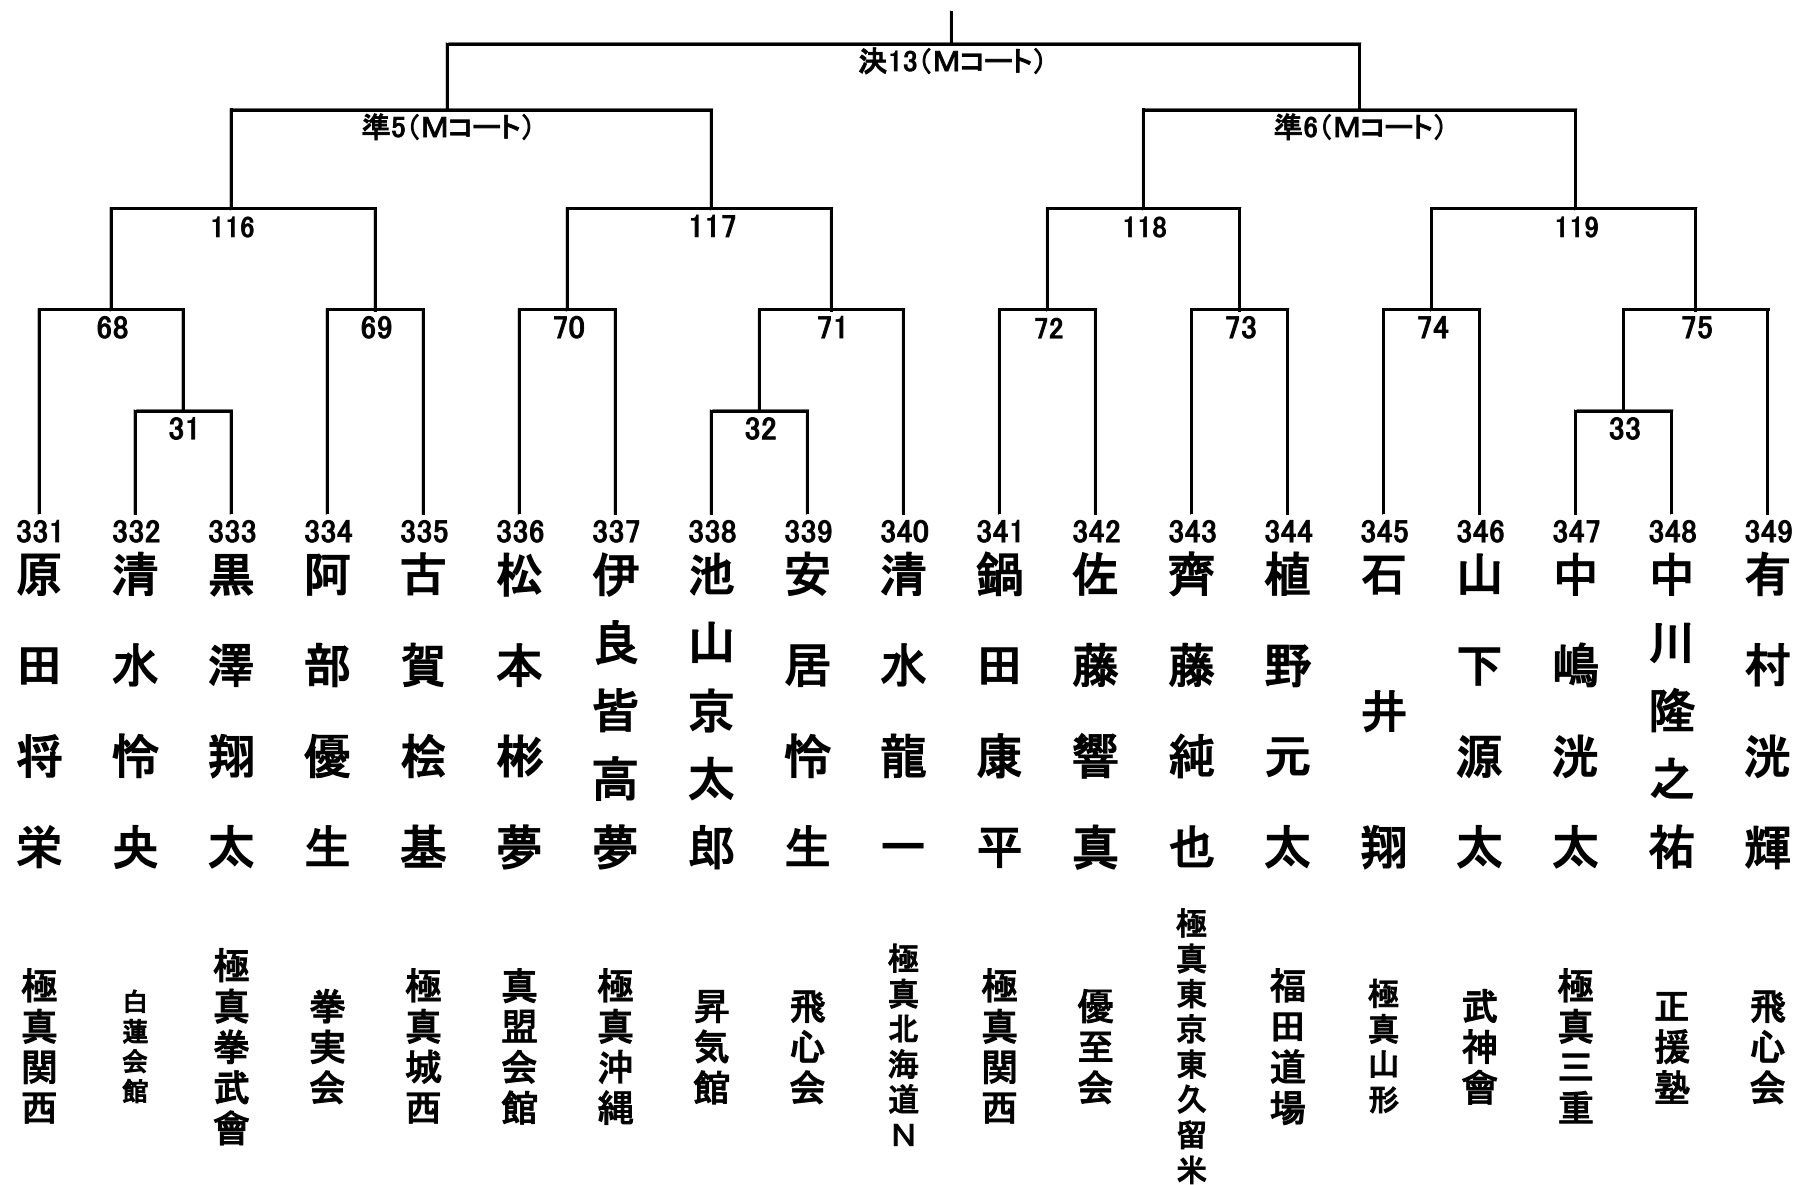 決13（Mコート）
準5（Mコート）
準6（Mコート）
116
117
118
119
68
69
70
71
72
73
74
75
31
32
33
331
332
333
334
335
336
337
338
339
340
341
342
343
344
345
346
347
348
349
原田将栄
清水怜央
黒澤翔太
阿部優生
古賀桧基
松本彬夢
伊良皆高夢
池山京太郎
安居怜生
清水龍一
鍋田康平
佐藤響真
齊藤純也
植野元太
石井翔
山下源太
中嶋洸太
中川隆之祐
有村洸輝
極真関西
白蓮会館
極真拳武會
拳実会
極真城西
真盟会館
極真沖縄
昇気館
飛心会
極真北海道N
極真関西
優至会
極真東京東久留米
福田道場
極真山形
武神會
極真三重
正援塾
飛心会